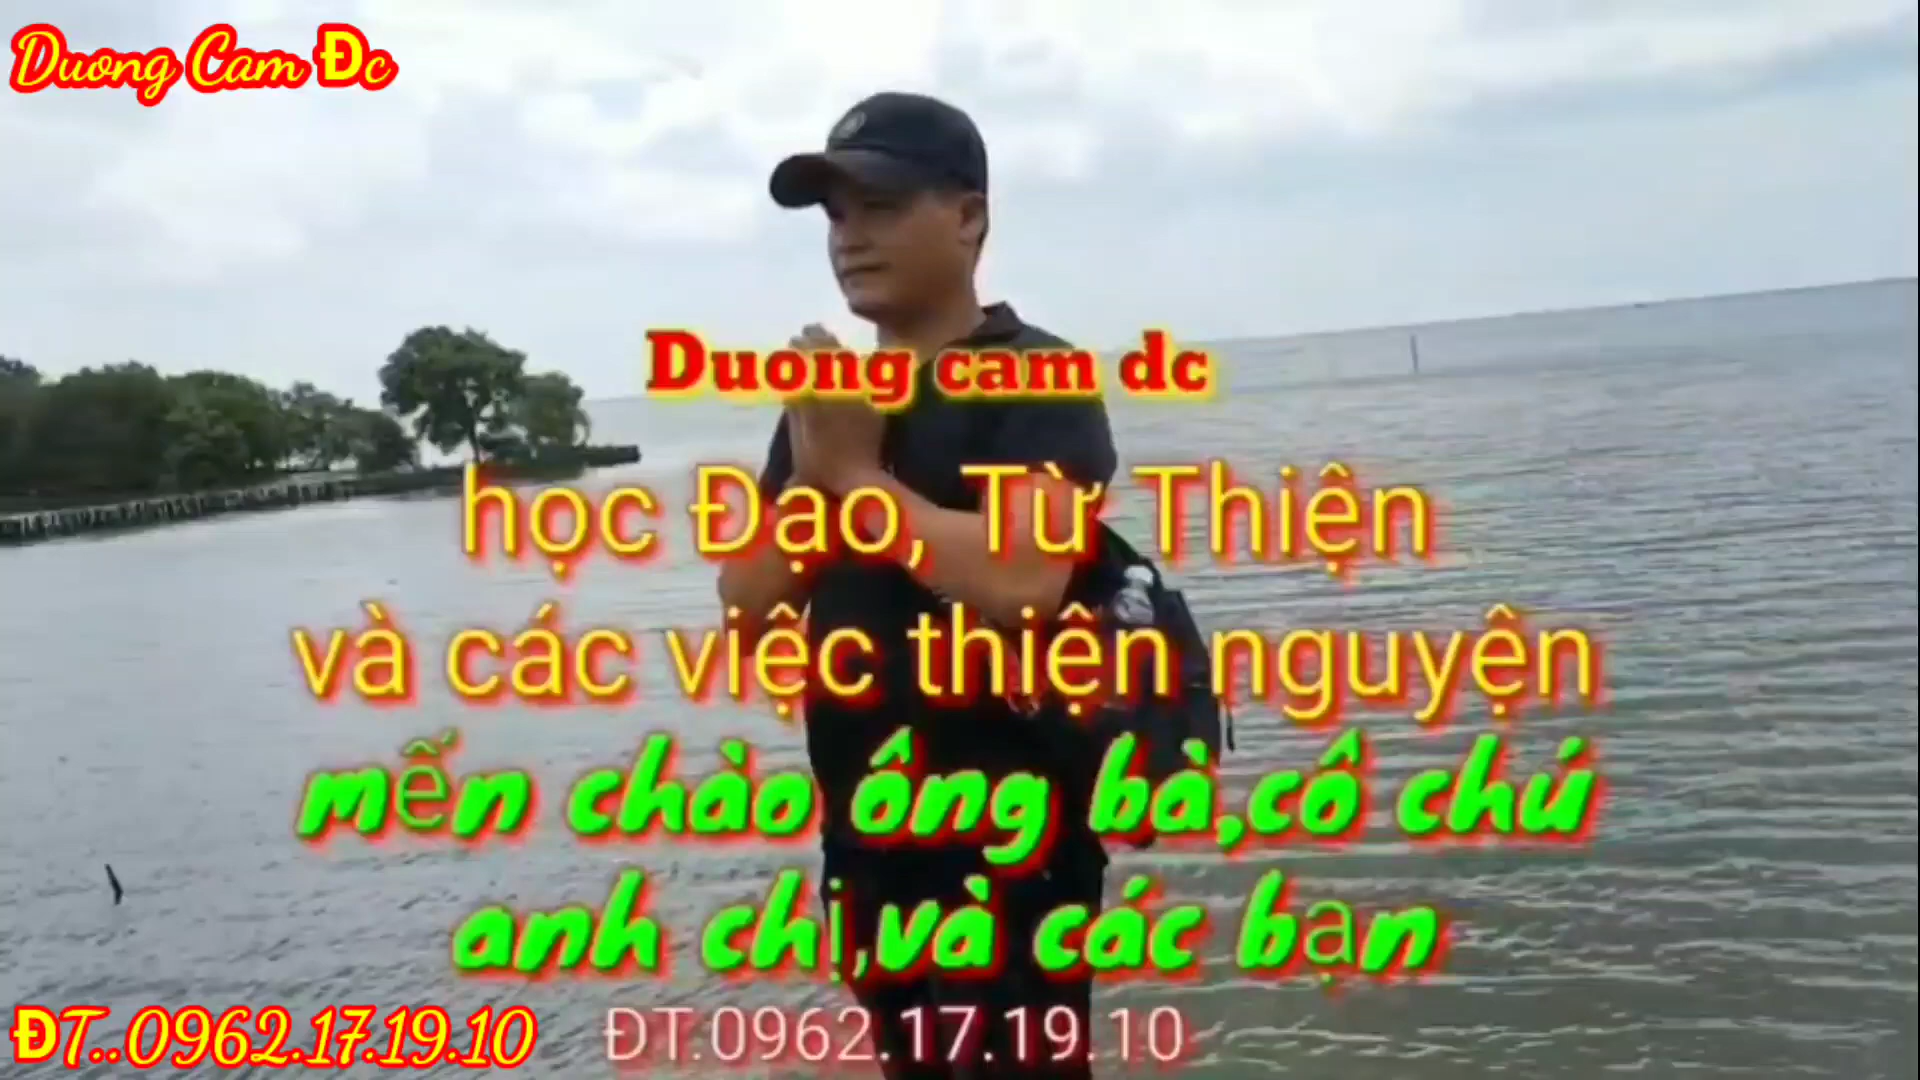 Duong Cam Đc
Duong cam dc
học Đạo, Từ Thiện
và các việc thiện nguyện
mến chào ông bà,cô chú
anh chị,và các bạn
ĐT..0962.17.19.10
ĐT.0962.17.19.10